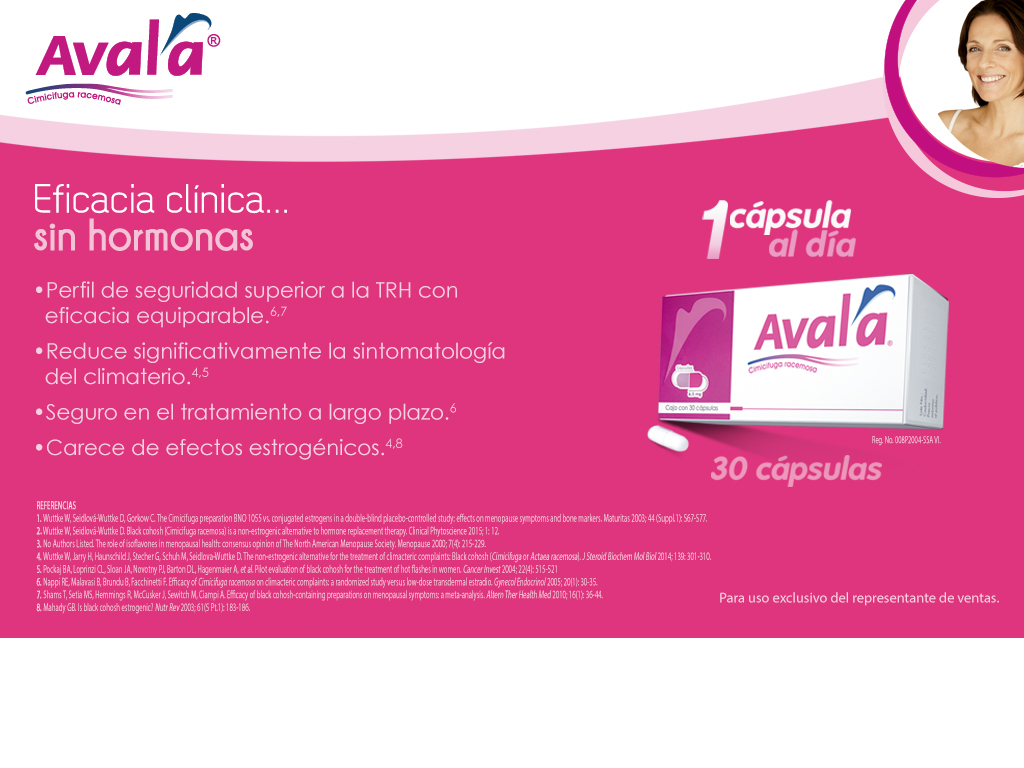 Avalá®
Cimicifuga racemosa
Eficacia clínica...
sin hormonas
•Perfil de seguridad superior a la TRH con
eficacia equiparable.6,7
•Reduce significativamente la sintomatología
del climaterio.4,5
•Seguro en el tratamiento a largo plazo.6
•Carece de efectos estrogénicos.4,8
1 cápsula
al día
Avalá®
Cimicifuga racemosa
6.5 mg
Caja con 30 cápsulas
Reg. No. 008P2004-SSA VI.
30 cápsulas
REFERENCIAS
1. Wuttke W, Seidlová-Wuttke D, Gorkow C. The Cimicifuga preparation BNO 1055 vs. conjugated estrogens in a double-blind placebo-controlled study: effects on menopause symptoms and bone markers. Maturitas 2003; 44 (Suppl.1): S67-S77.
2. Wuttke W, Seidlová-Wuttke D. Black cohosh (Cimicifuga racemosa) is a non-estrogenic alternative to hormone replacement therapy. Clinical Phytoscience 2015; 1: 12.
3. No Authors Listed. The role of isoflavones in menopausal health: consensus opinion of The North American Menopause Society. Menopause 2000; 7(4): 215-229.
4. Wuttke W, Jarry H, Haunschild J, Stecher G, Schuh M, Seidlova-Wuttke D. The non-estrogenic alternative for the treatment of climacteric complaints: Black cohosh (Cimicifuga or Actaea racemosa). J Steroid Biochem Mol Biol 2014; 139: 301-310.
5. Pockaj BA, Loprinzi CL, Sloan JA, Novotny PJ, Barton DL, Hagenmaier A, et al. Pilot evaluation of black cohosh for the treatment of hot flashes in women. Cancer Invest 2004; 22(4): 515-521
6. Nappi RE, Malavasi B, Brundu B, Facchinetti F. Efficacy of Cimicifuga racemosa on climacteric complaints: a randomized study versus low-dose transdermal estradio. Gynecol Endocrinol 2005; 20(1): 30-35.
7. Shams T, Setia MS, Hemmings R, McCusker J, Sewitch M, Ciampi A. Efficacy of black cohosh-containing preparations on menopausal symptoms: a meta-analysis. Altern Ther Health Med 2010; 16(1): 36-44.
8. Mahady GB. Is black cohosh estrogenic? Nutr Rev 2003; 61(5 Pt.1): 183-186.
Para uso exclusivo del representante de ventas.